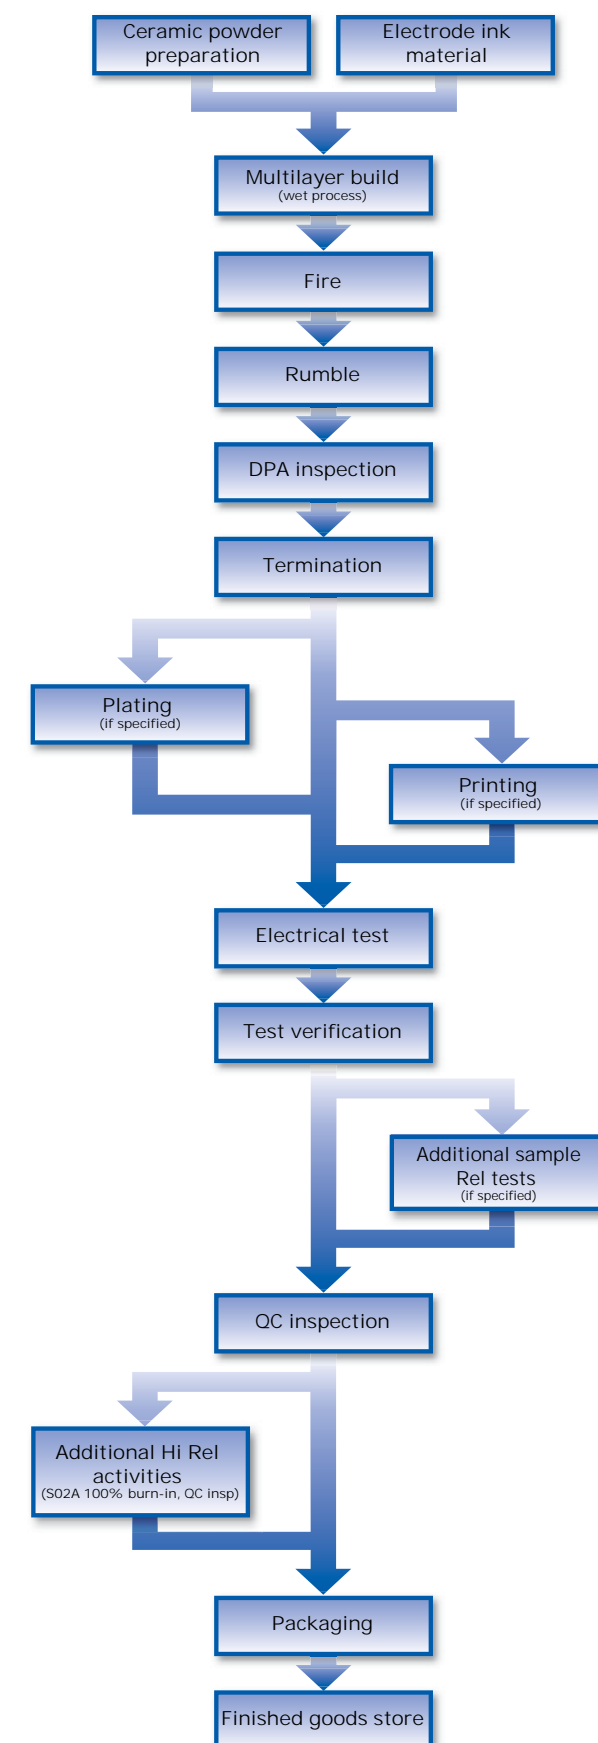 Ceramic powder
preparation
Electrode ink
material
Multilayer build
(wet process)
Fire
Rumble
DPA inspection
Termination
Plating
(if specified)
Printing
(if specified)
Electrical test
Test verification
Additional sample
Rel tests
(if specified)
QC inspection
Additional Hi Rel
activities
(S02A 100% burn-in, QC insp)
Packaging
Finished goods store